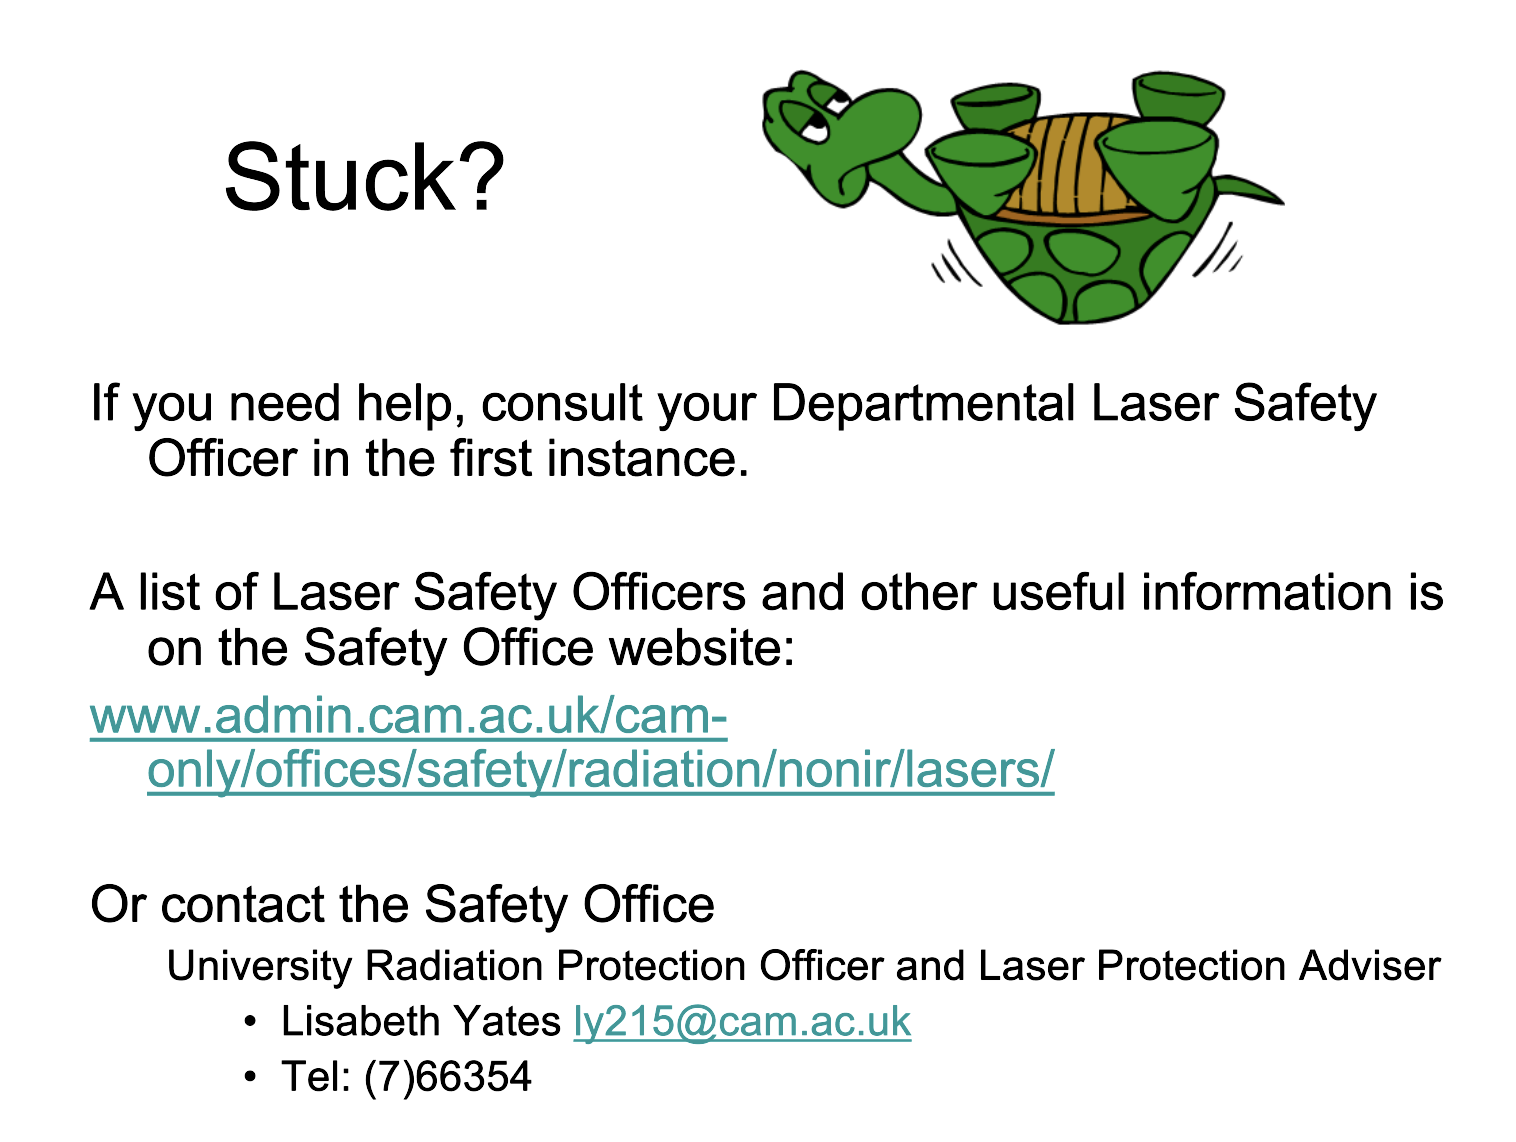 Stuck?
If you need help, consult your Departmental Laser Safety
Officer in the first instance.
A list of Laser Safety Officers and other useful information is
on the Safety Office website:
www.admin.cam.ac.uk/cam-
only/offices/safety/radiation/nonir/lasers/
Or contact the Safety Office
University Radiation Protection Officer and Laser Protection Adviser
• Lisabeth Yates ly215@cam.ac.uk
• Tel: (7)66354